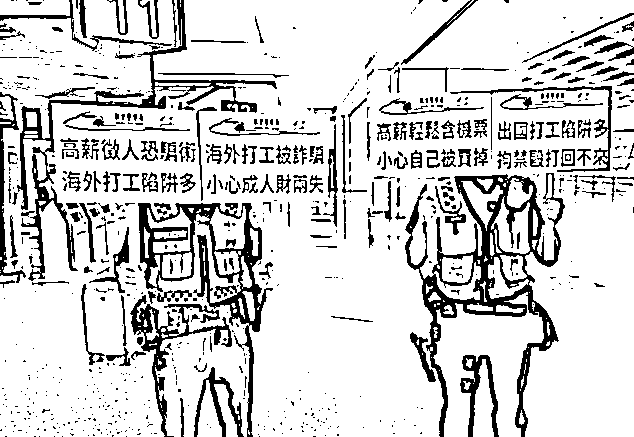 高薪徵人恐騙術
海外打工陷阱多
海外打工被詐騙
小心成人財兩失
高薪輕鬆含機票
小心自己被賣掉
出國打工陷阱多
拘禁毆打回不來